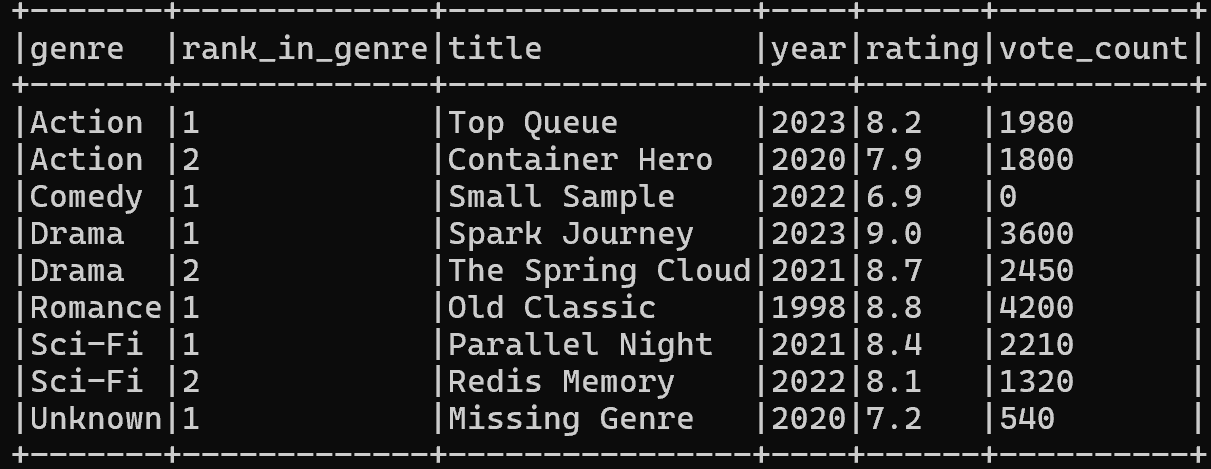 +-------+-------------+----------------+----+------+----------+
|genre  |rank_in_genre|title           |year|rating|vote_count|
+-------+-------------+----------------+----+------+----------+
|Action |1            |Top Queue       |2023|8.2   |1980      |
|Action |2            |Container Hero  |2020|7.9   |1800      |
|Comedy |1            |Small Sample    |2022|6.9   |0         |
|Drama  |1            |Spark Journey   |2023|9.0   |3600      |
|Drama  |2            |The Spring Cloud|2021|8.7   |2450      |
|Romance|1            |Old Classic     |1998|8.8   |4200      |
|Sci-Fi |1            |Parallel Night  |2021|8.4   |2210      |
|Sci-Fi |2            |Redis Memory    |2022|8.1   |1320      |
|Unknown|1            |Missing Genre   |2020|7.2   |540       |
+-------+-------------+----------------+----+------+----------+